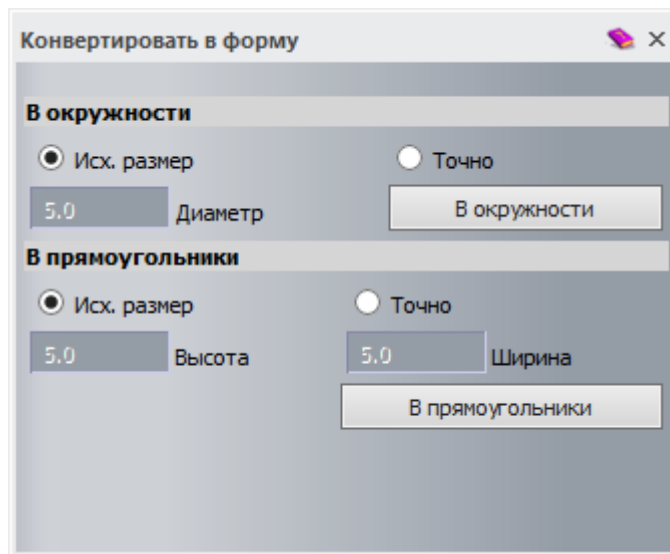 Конвертировать в форму
В окружности
Исх. размер Точно
5.0 Диаметр В окружности
В прямоугольники
Исх. размер Точно
5.0 Высота 5.0 Ширина
В прямоугольники